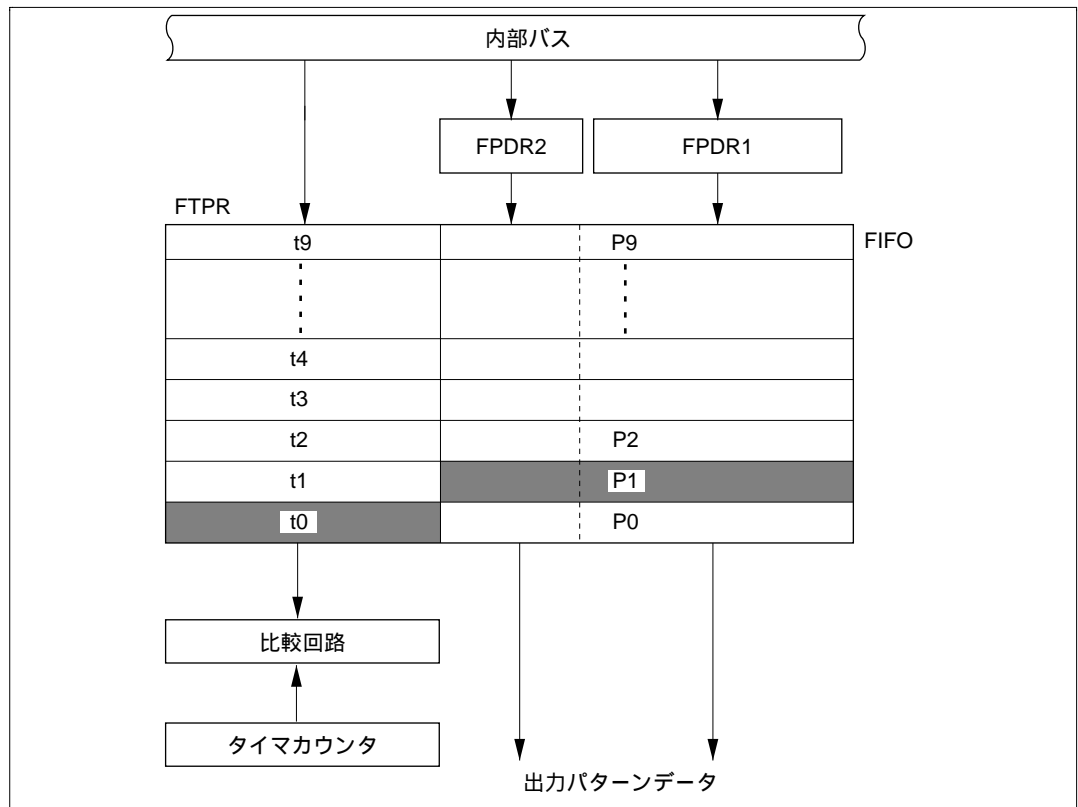 内部バス
FPDR2
FPDR1
FTPR
t9
P9
FIFO
t4
t3
t2
P2
t1
P1
t0
P0
比較回路
タイマカウンタ
出力パターンデータ